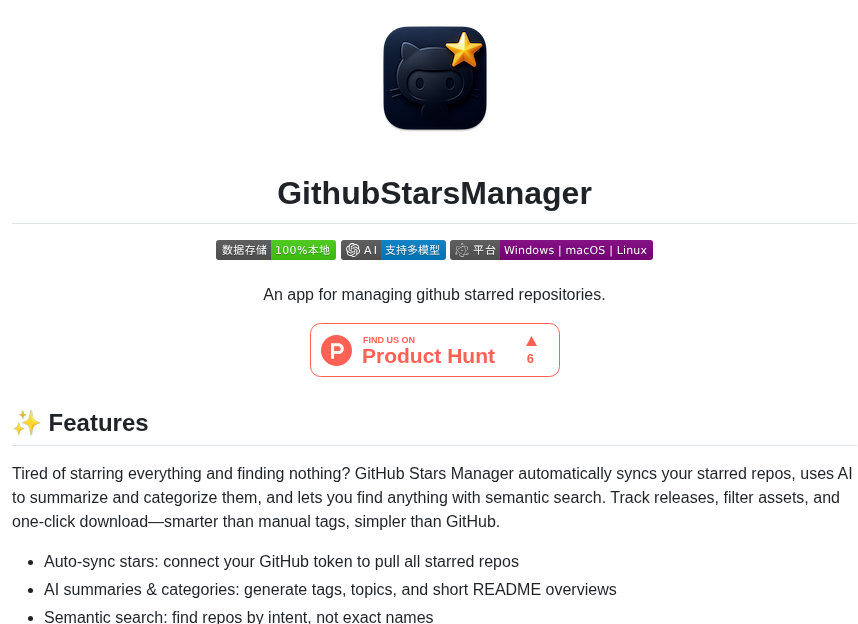 GithubStarsManager
数据存储 100%本地 AI 支持多模型 平台 Windows | macOS | Linux
An app for managing github starred repositories.
P FIND US ON
Product Hunt ▲ 6
✨ Features
Tired of starring everything and finding nothing? GitHub Stars Manager automatically syncs your starred repos, uses AI
to summarize and categorize them, and lets you find anything with semantic search. Track releases, filter assets, and
one-click download—smarter than manual tags, simpler than GitHub.
• Auto-sync stars: connect your GitHub token to pull all starred repos
• AI summaries & categories: generate tags, topics, and short README overviews
• Semantic search: find repos by intent, not exact names